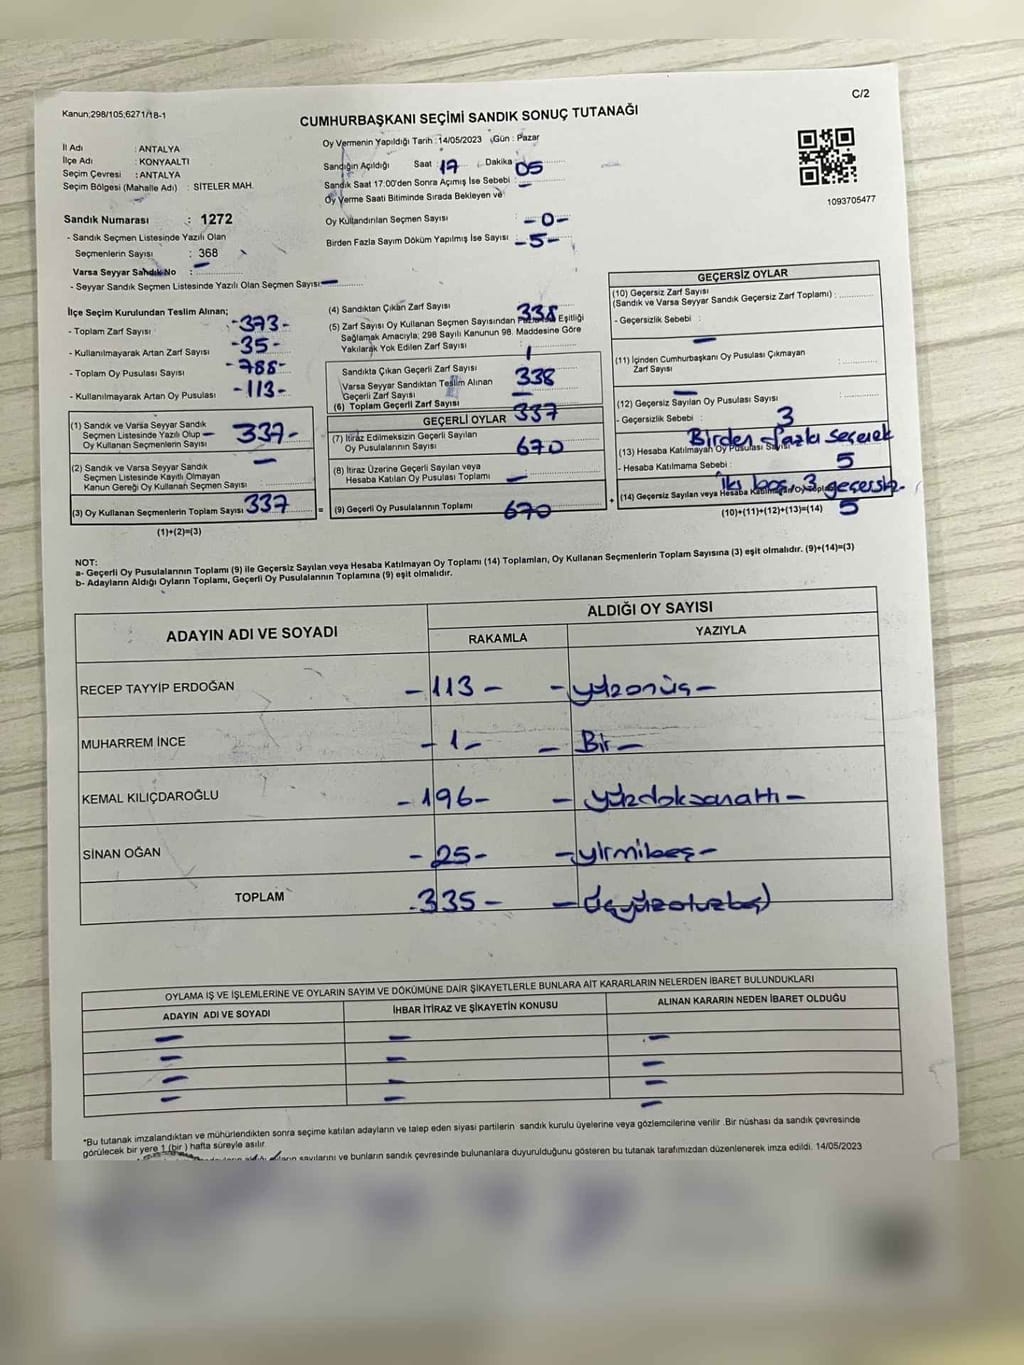 Kanun;298/105;6271/18-1
C/2
CUMHURBAŞKANI SEÇİMİ SANDIK SONUÇ TUTANAĞI
İl Adı : ANTALYA
İlçe Adı : KONYAALTI
Seçim Çevresi : ANTALYA
Seçim Bölgesi (Mahalle Adı) : SİTELER MAH.
Oy Vermenin Yapıldığı Tarih :14/05/2023 Gün : Pazar
Sandığın Açıldığı Saat : 17 Dakika : 05
Sandık Saat 17:00'den Sonra Açımış İse Sebebi : -
Oy Verme Saati Bitiminde Sırada Bekleyen ve
Oy Kullandırılan Seçmen Sayısı : -0-
Birden Fazla Sayım Döküm Yapılmış İse Sayısı : -5-
1093705477
Sandık Numarası : 1272
- Sandık Seçmen Listesinde Yazılı Olan
Seçmenlerin Sayısı : 368
Varsa Seyyar Sandık No : -
- Seyyar Sandık Seçmen Listesinde Yazılı Olan Seçmen Sayısı: -
İlçe Seçim Kurulundan Teslim Alınan;
- Toplam Zarf Sayısı -373-
- Kullanılmayarak Artan Zarf Sayısı -35-
- Toplam Oy Pusulası Sayısı -788-
- Kullanılmayarak Artan Oy Pusulası -113-
(1) Sandık ve Varsa Seyyar Sandık
Seçmen Listesinde Yazılı Olup
Oy Kullanan Seçmenlerin Sayısı 337-
(2) Sandık ve Varsa Seyyar Sandık
Seçmen Listesinde Kayıtlı Olmayan
Kanun Gereği Oy Kullanan Seçmen Sayısı : -
(3) Oy Kullanan Seçmenlerin Toplam Sayısı 337
(1)+(2)=(3)
(4) Sandıktan Çıkan Zarf Sayısı 338
(5) Zarf Sayısı Oy Kullanan Seçmen Sayısından Fazla İse Eşitliği
Sağlamak Amacıyla; 298 Sayılı Kanunun 98. Maddesine Göre
Yakılarak Yok Edilen Zarf Sayısı 1
Sandıkta Çıkan Geçerli Zarf Sayısı 338
Varsa Seyyar Sandıktan Teslim Alınan
Geçerli Zarf Sayısı -
(6) Toplam Geçerli Zarf Sayısı 337
GEÇERLİ OYLAR
(7) İtiraz Edilmeksizin Geçerli Sayılan
Oy Pusulalarının Sayısı 670
(8) İtiraz Üzerine Geçerli Sayılan veya
Hesaba Katılan Oy Pusulası Toplamı -
(9) Geçerli Oy Pusulalarının Toplamı 670
GEÇERSİZ OYLAR
(10) Geçersiz Zarf Sayısı
(Sandık ve Varsa Seyyar Sandık Geçersiz Zarf Toplamı) :
- Geçersizlik Sebebi : -
(11) İçinden Cumhurbaşkanı Oy Pusulası Çıkmayan
Zarf Sayısı : -
(12) Geçersiz Sayılan Oy Pusulası Sayısı : 3
- Geçersizlik Sebebi : Birden fazla seçerek
(13) Hesaba Katılmayan Oy Pusulası Sayısı 5
- Hesaba Katılmama Sebebi : İki boş, 3 geçersiz.
(14) Geçersiz Sayılan veya Hesaba Katılmayan Oy Toplamı 5
(10)+(11)+(12)+(13)=(14)
NOT:
a- Geçerli Oy Pusulalarının Toplamı (9) ile Geçersiz Sayılan veya Hesaba Katılmayan Oy Toplamı (14) Toplamları, Oy Kullanan Seçmenlerin Toplam Sayısına (3) eşit olmalıdır. (9)+(14)=(3)
b- Adayların Aldığı Oyların Toplamı, Geçerli Oy Pusulalarının Toplamına (9) eşit olmalıdır.
ADAYIN ADI VE SOYADI
ALDIĞI OY SAYISI
RAKAMLA YAZIYLA
RECEP TAYYİP ERDOĞAN -113- -yüzonüç-
MUHARREM İNCE -1- -Bir-
KEMAL KILIÇDAROĞLU -196- -yüzdoksanaltı-
SİNAN OĞAN -25- -yirmibeş-
TOPLAM -335- -üçyüzotuzbeş)
OYLAMA İŞ VE İŞLEMLERİNE VE OYLARIN SAYIM VE DÖKÜMÜNE DAİR ŞİKAYETLERLE BUNLARA AİT KARARLARIN NELERDEN İBARET BULUNDUKLARI
ADAYIN ADI VE SOYADI İHBAR İTİRAZ VE ŞİKAYETİN KONUSU ALINAN KARARIN NEDEN İBARET OLDUĞU
- - -
- - -
- - -
- - -
*Bu tutanak imzalandıktan ve mühürlendikten sonra seçime katılan adayların ve talep eden siyasi partilerin sandık kurulu üyelerine veya gözlemcilerine verilir .Bir nüshası da sandık çevresinde
görülecek bir yere 1 (bir ) hafta süreyle asılır.
sayılarını ve bunların sandık çevresinde bulunanlara duyurulduğunu gösteren bu tutanak tarafımızdan düzenlenerek imza edildi. 14/05/2023